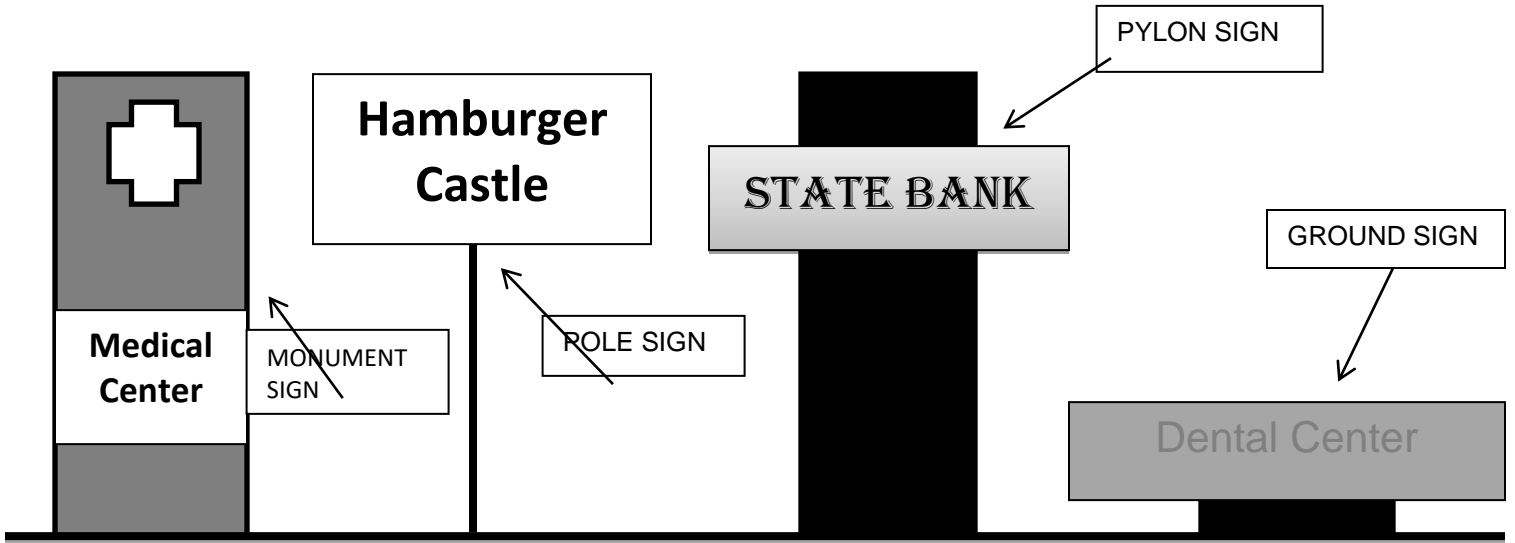 PYLON SIGN
Hamburger
Castle
STATE BANK
GROUND SIGN
Medical
Center
MONUMENT
SIGN
POLE SIGN
Dental Center